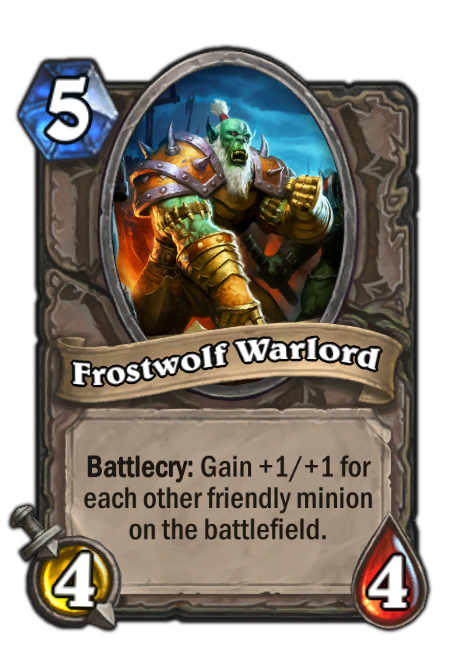 5
Frostwolf Warlord
Battlecry: Gain +1/+1 for
each other friendly minion
on the battlefield.
4
4